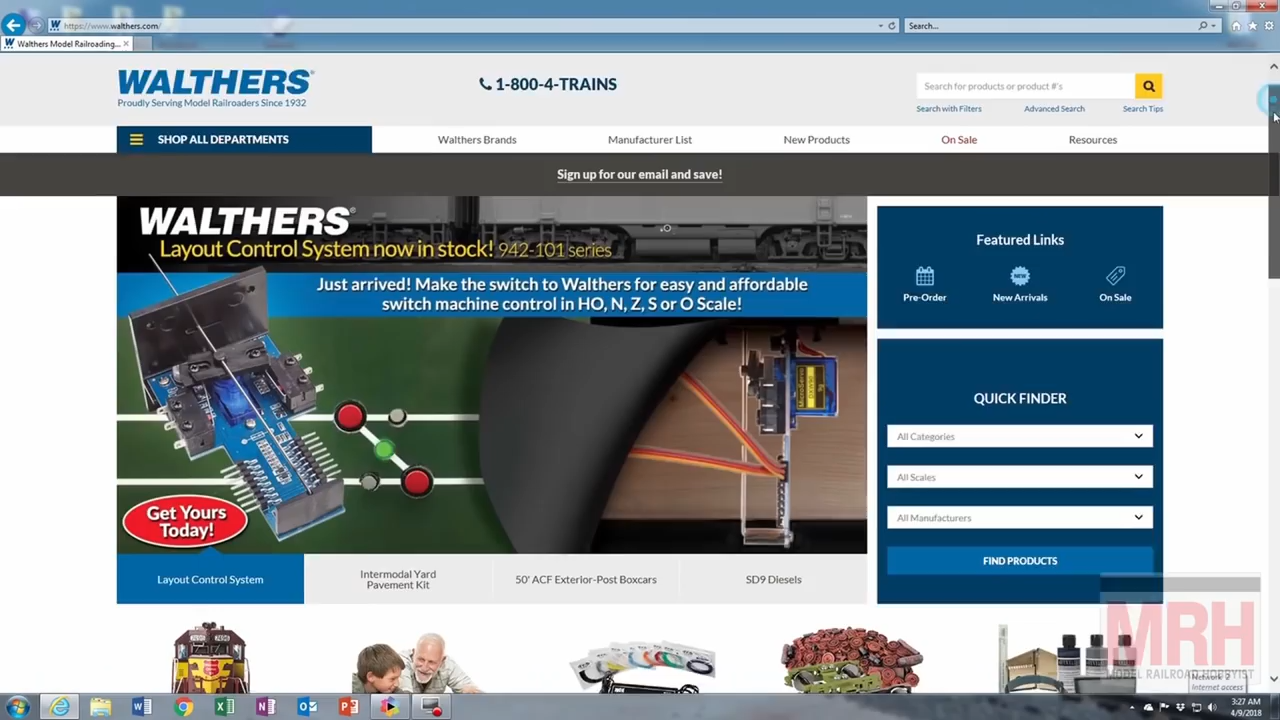 https://www.walthers.com/
Search...
Walthers Model Railroading...
WALTHERS
Proudly Serving Model Railroaders Since 1932
1-800-4-TRAINS
Search for products or product #'s
Search with Filters
Advanced Search
Search Tips
SHOP ALL DEPARTMENTS
Walthers Brands
Manufacturer List
New Products
On Sale
Resources
Sign up for our email and save!
WALTHERS
Layout Control System now in stock! 942-101 series
Just arrived! Make the switch to Walthers for easy and affordable
switch machine control in HO, N, Z, S or O Scale!
Get Yours
Today!
Layout Control System
Intermodal Yard
Pavement Kit
50' ACF Exterior-Post Boxcars
SD9 Diesels
Featured Links
Pre-Order
NEW
New Arrivals
On Sale
QUICK FINDER
All Categories
All Scales
All Manufacturers
FIND PRODUCTS
MRH
MODEL RAILROAD HOBBYIST
Internet access
3:27 AM
4/9/2018